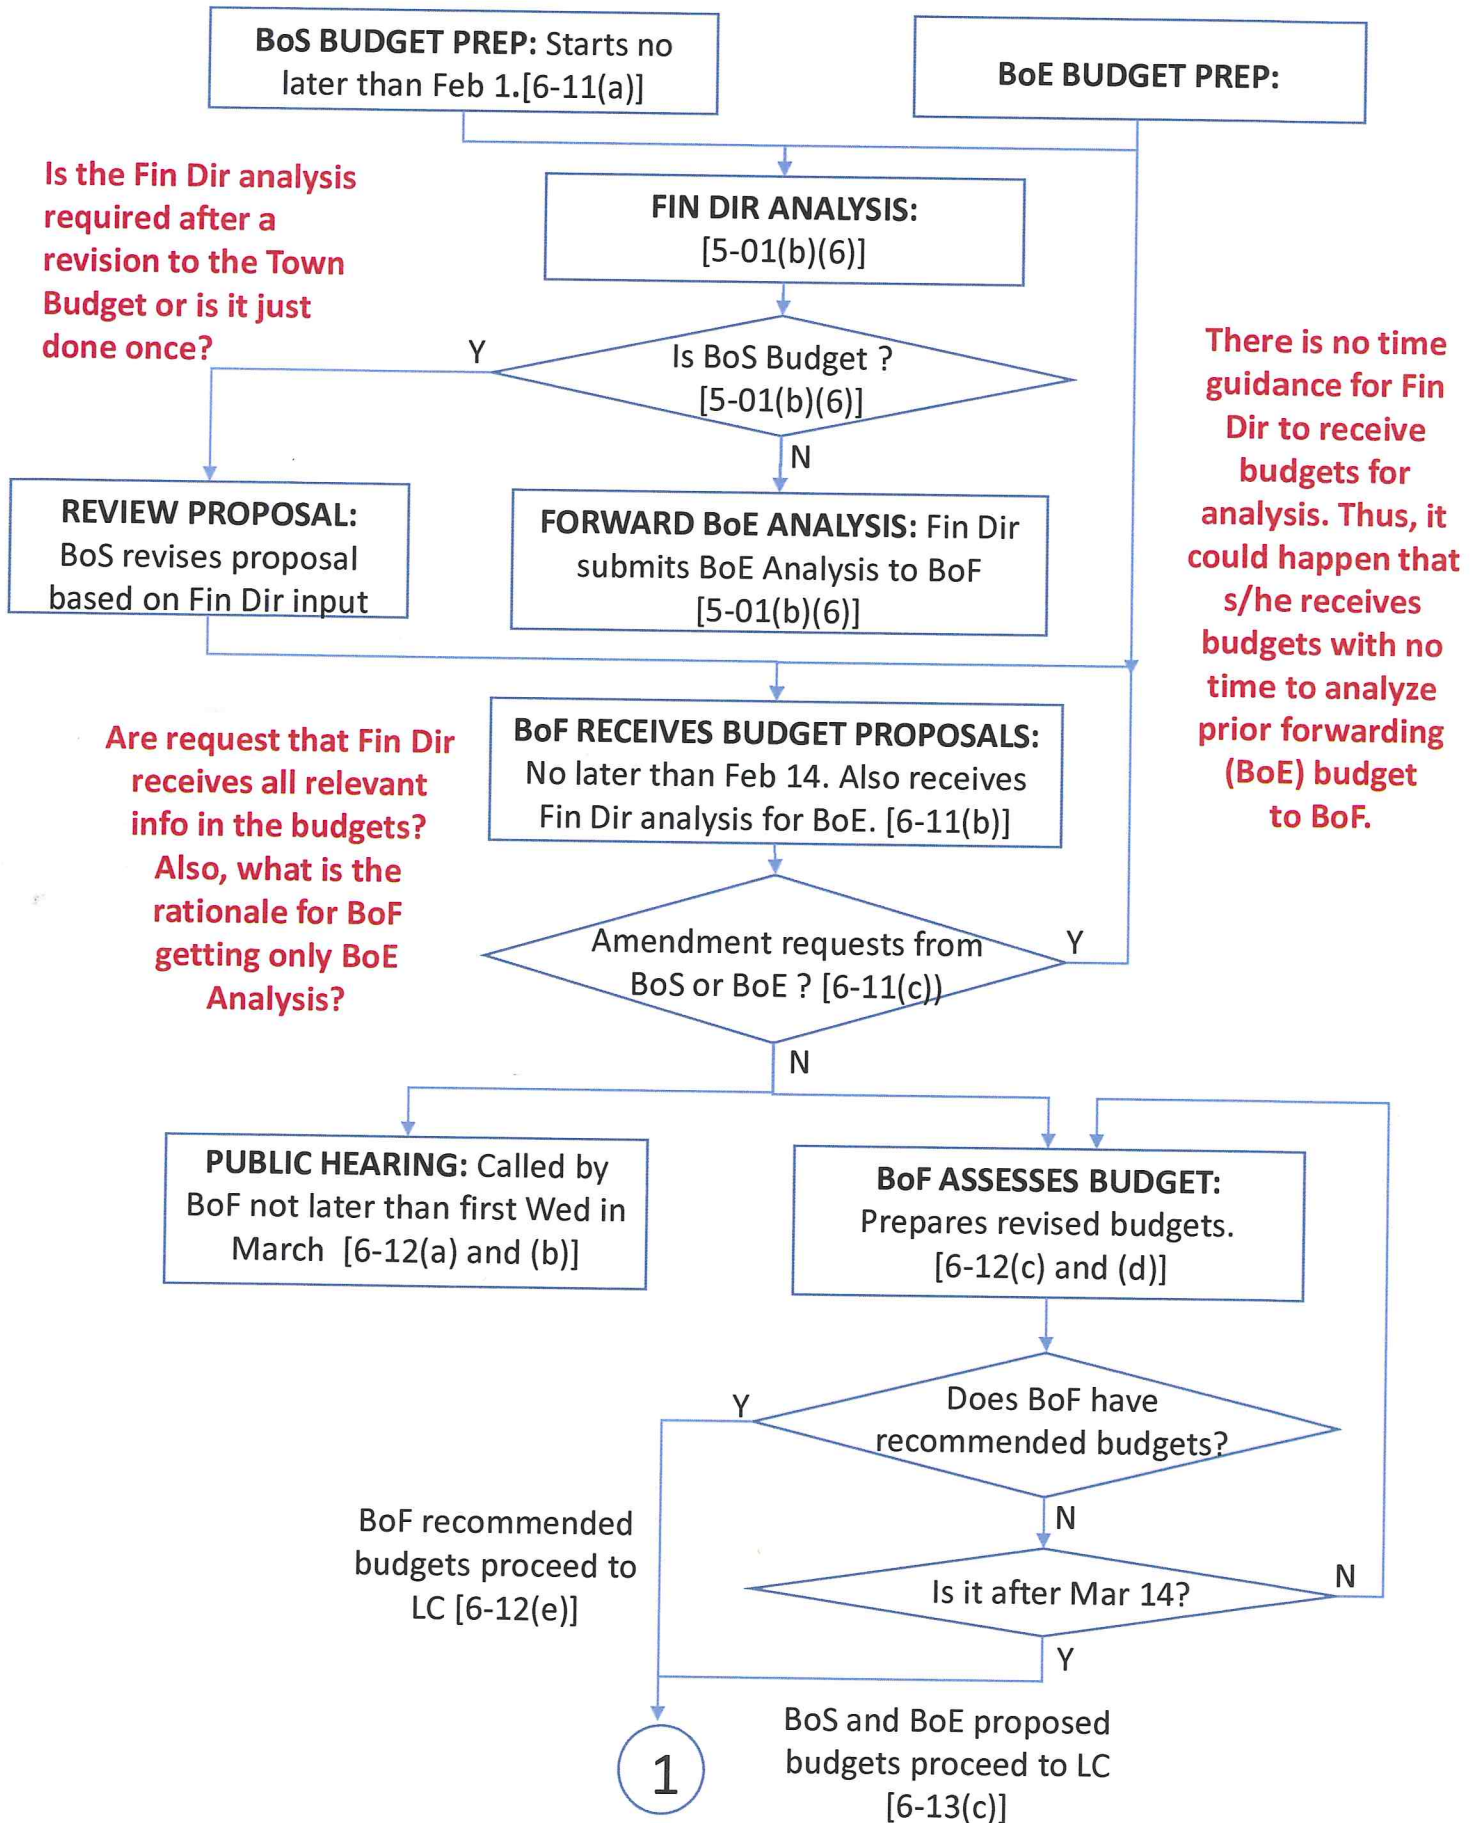 BoS BUDGET PREP: Starts no
later than Feb 1.[6-11(a)]
BoE BUDGET PREP:
Is the Fin Dir analysis
required after a
revision to the Town
Budget or is it just
done once?
FIN DIR ANALYSIS:
[5-01(b)(6)]
Y
Is BoS Budget ?
[5-01(b)(6)]
N
There is no time
guidance for Fin
Dir to receive
budgets for
analysis. Thus, it
could happen that
s/he receives
budgets with no
time to analyze
prior forwarding
(BoE) budget
to BoF.
REVIEW PROPOSAL:
BoS revises proposal
based on Fin Dir input
FORWARD BoE ANALYSIS: Fin Dir
submits BoE Analysis to BoF
[5-01(b)(6)]
Are request that Fin Dir
receives all relevant
info in the budgets?
Also, what is the
rationale for BoF
getting only BoE
Analysis?
BoF RECEIVES BUDGET PROPOSALS:
No later than Feb 14. Also receives
Fin Dir analysis for BoE. [6-11(b)]
Amendment requests from
BoS or BoE ? [6-11(c))
Y
N
PUBLIC HEARING: Called by
BoF not later than first Wed in
March [6-12(a) and (b)]
BoF ASSESSES BUDGET:
Prepares revised budgets.
[6-12(c) and (d)]
Y
Does BoF have
recommended budgets?
N
BoF recommended
budgets proceed to
LC [6-12(e)]
Is it after Mar 14?
N
Y
1
BoS and BoE proposed
budgets proceed to LC
[6-13(c)]